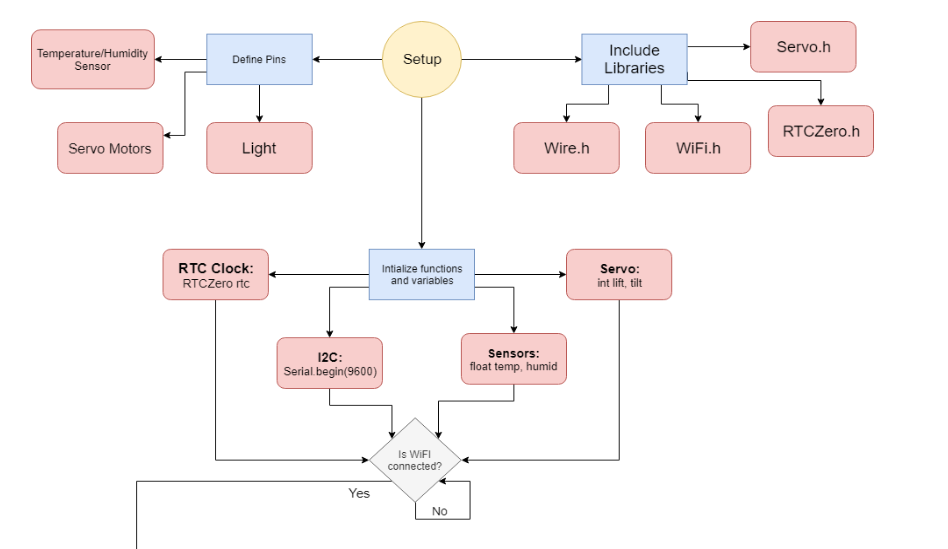 Temperature/Humidity
Sensor
Define Pins
Setup
Include
Libraries
Servo.h
Servo Motors
Light
Wire.h
WiFi.h
RTCZero.h
RTC Clock:
RTCZero rtc
Intialize functions
and variables
Servo:
int lift, tilt
I2C:
Serial.begin(9600)
Sensors:
float temp, humid
Is WiFI
connected?
Yes
No